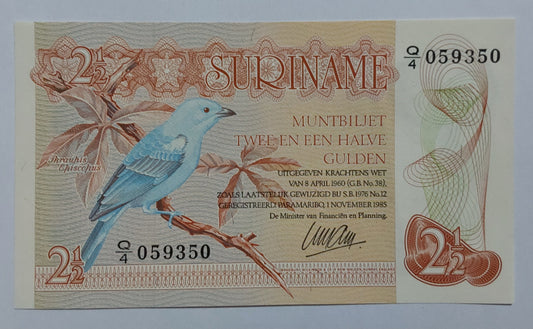 2½ SURINAME Q/4 059350
MUNTBILJET
TWEE EN EEN HALVE
GULDEN
Thraupis
Episcopus
UITGEGEVEN KRACHTENS WET
VAN 8 APRIL 1960 (G.B. No. 38),
ZOALS LAATSTELIJK GEWIJZIGD BIJ S.B. 1976 No. 12
GEREGISTREERD: PARAMARIBO, 1 NOVEMBER 1985
De Minister van Financiën en Planning.
Q/4 059350
2½
2½